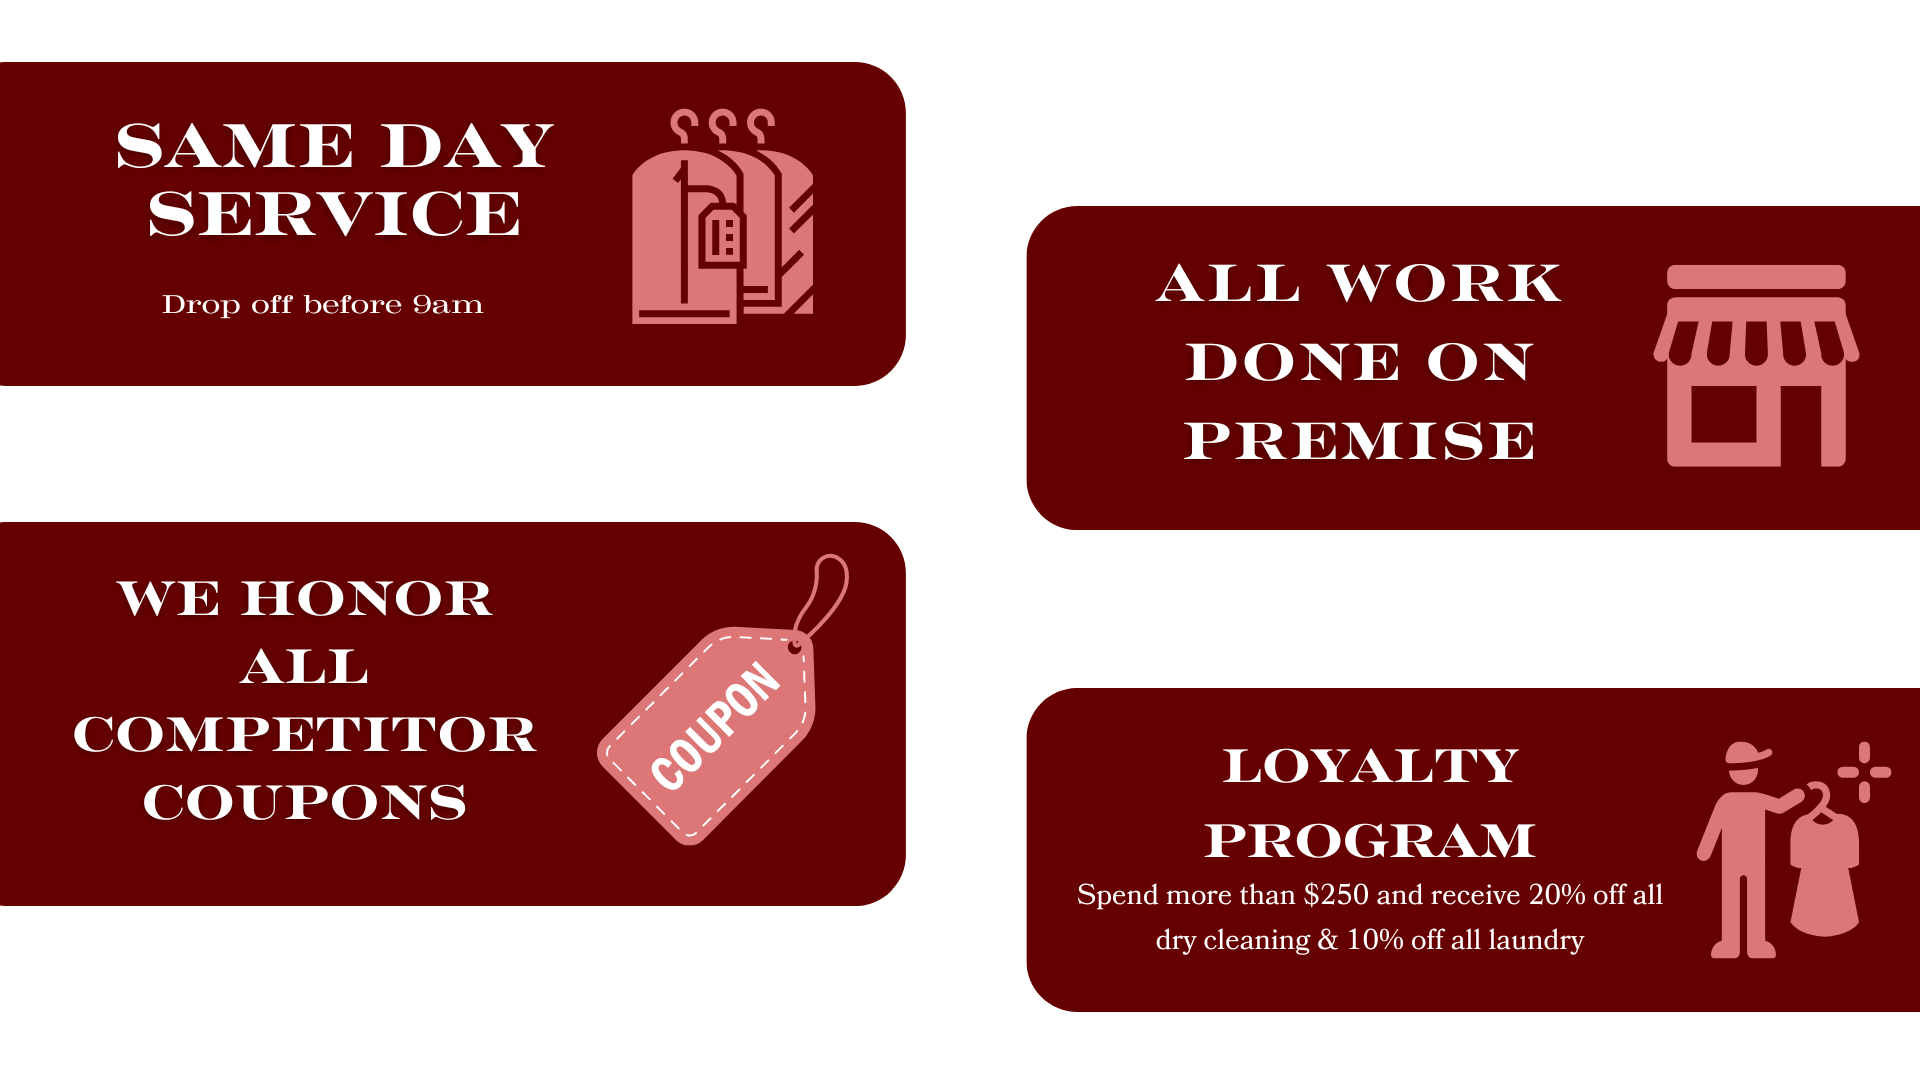 SAME DAY
SERVICE
Drop off before 9am
ALL WORK
DONE ON
PREMISE
WE HONOR
ALL
COMPETITOR
COUPONS
COUPON
LOYALTY
PROGRAM
Spend more than $250 and receive 20% off all
dry cleaning & 10% off all laundry